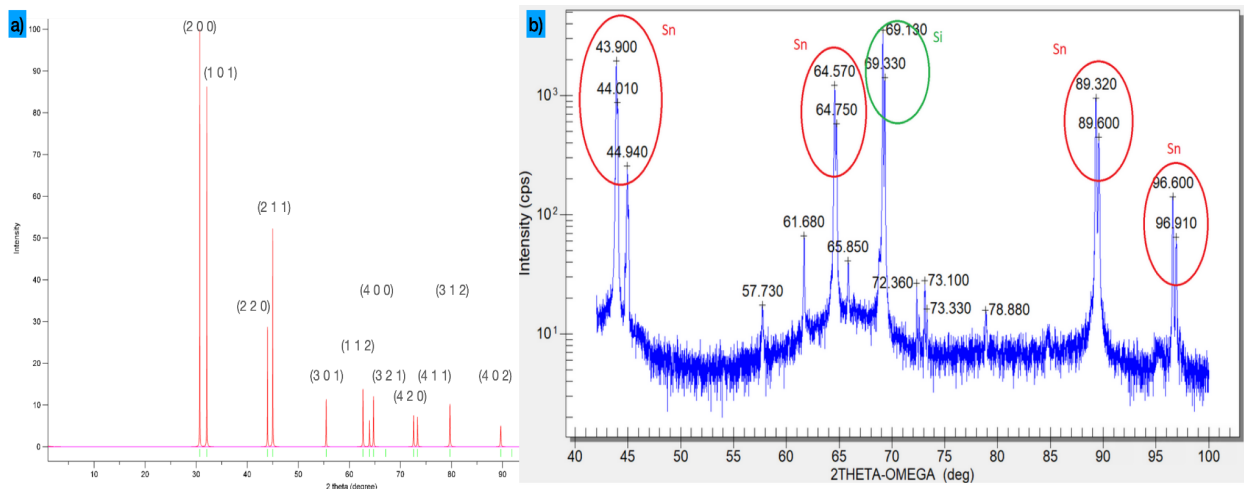 a)
100
90
80
70
60
50
40
30
20
10
0
Intensity
(2 0 0)
(1 0 1)
(2 1 1)
(2 2 0)
(4 0 0)
(3 1 2)
(1 1 2)
(3 0 1)
(3 2 1)
(4 1 1)
(4 0 2)
(4 2 0)
10 20 30 40 50 60 70 80 90
2 theta (degree)
b)
Sn
Sn
Si
Sn
Sn
43.900
44.010
44.940
64.570
64.750
69.130
69.330
89.320
89.600
96.600
96.910
61.680
65.850
57.730
72.360
73.100
73.330
78.880
10³
10²
10¹
Intensity (cps)
40 45 50 55 60 65 70 75 80 85 90 95 100
2THETA-OMEGA (deg)